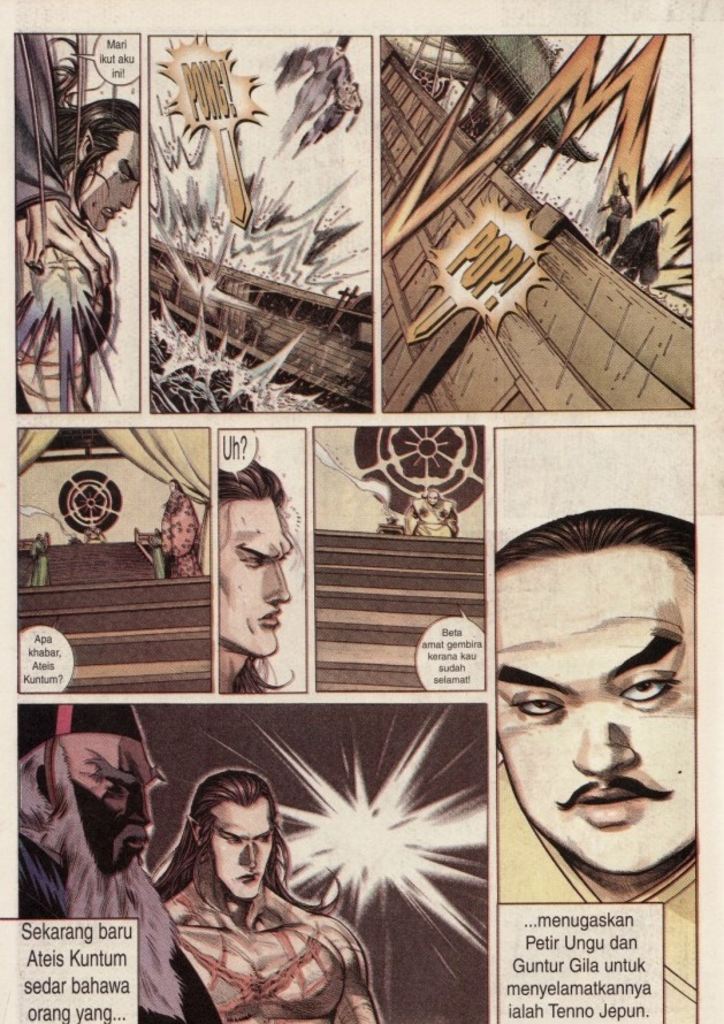 Mari
ikut aku
ini!
PONG!
POP!
Apa
khabar,
Ateis
Kuntum?
Uh?
Beta
amat gembira
kerana kau
sudah
selamat!
Sekarang baru
Ateis Kuntum
sedar bahawa
orang yang...
...menugaskan
Petir Ungu dan
Guntur Gila untuk
menyelamatkannya
ialah Tenno Jepun.